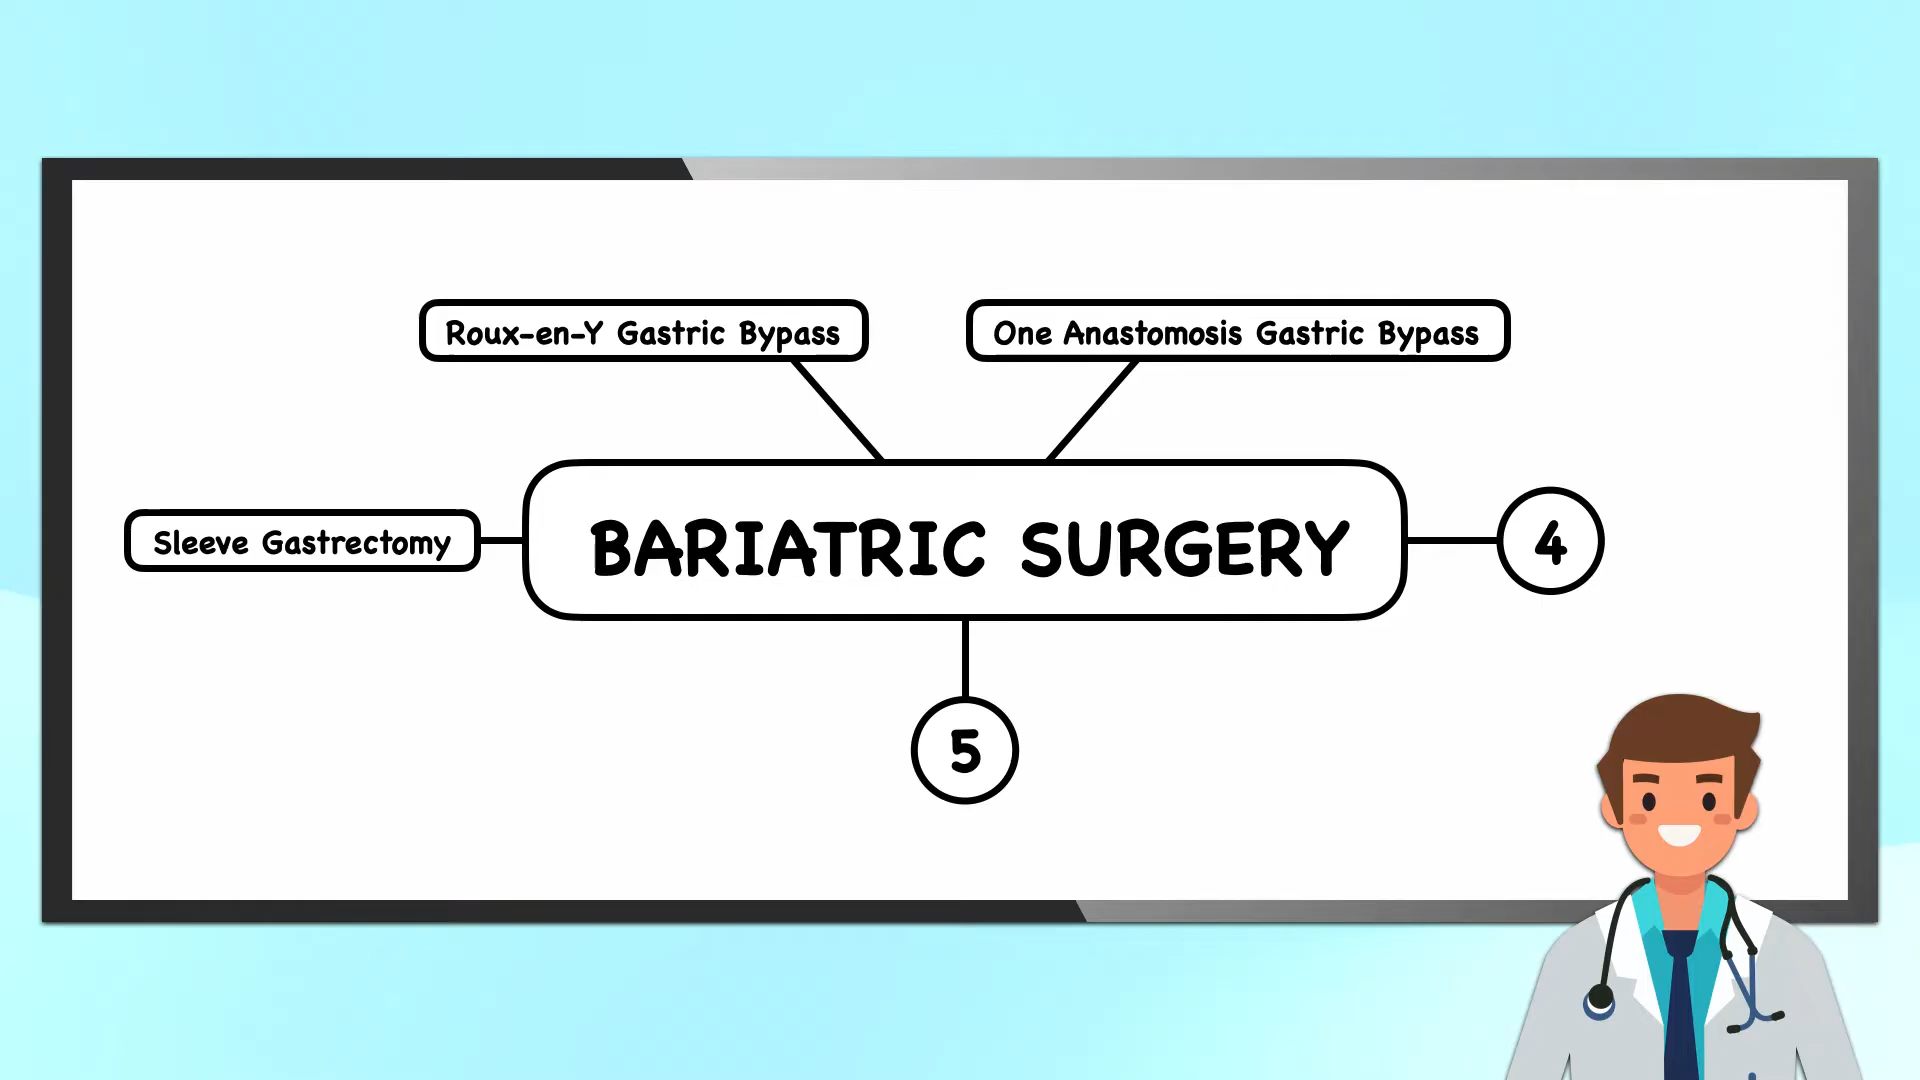 Roux-en-Y Gastric Bypass
One Anastomosis Gastric Bypass
Sleeve Gastrectomy
BARIATRIC SURGERY
4
5